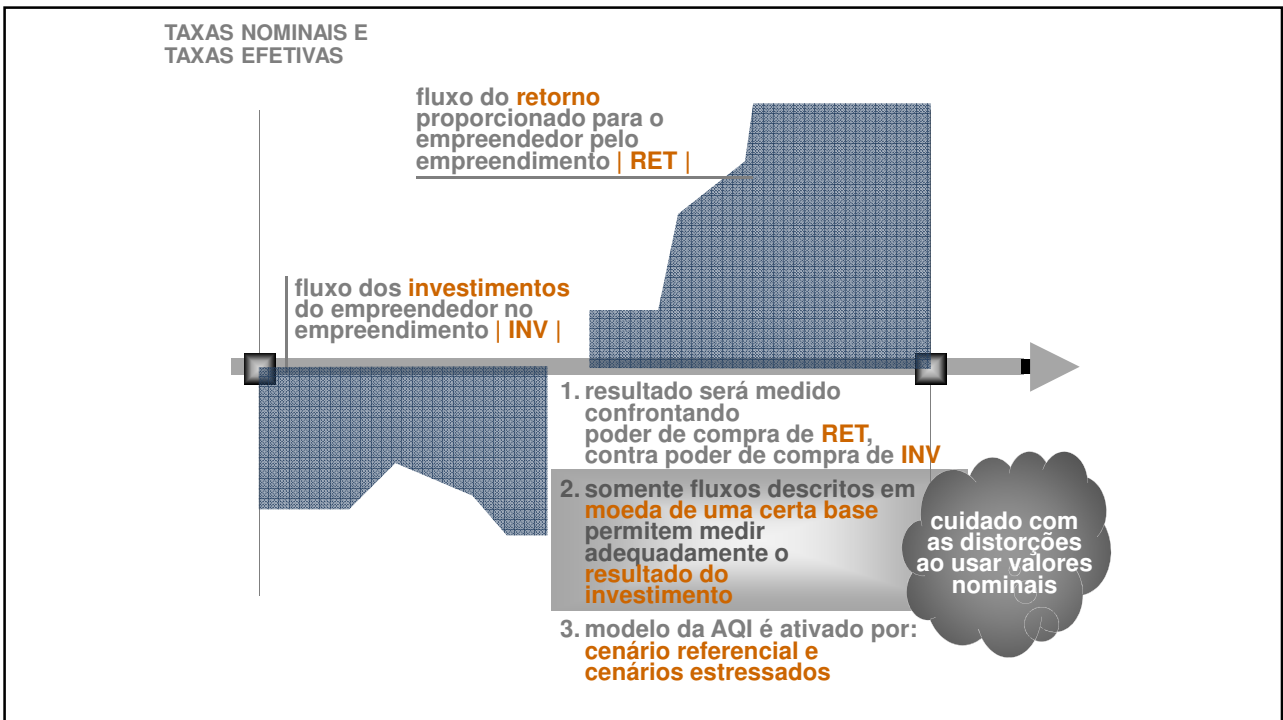 TAXAS NOMINAIS E
TAXAS EFETIVAS
fluxo do retorno
proporcionado para o
empreendedor pelo
empreendimento | RET |
fluxo dos investimentos
do empreendedor no
empreendimento | INV |
1. resultado será medido
confrontando
poder de compra de RET,
contra poder de compra de INV
2. somente fluxos descritos em
moeda de uma certa base
permitem medir
adequadamente o
resultado do
investimento
cuidado com
as distorções
ao usar valores
nominais
3. modelo da AQI é ativado por:
cenário referencial e
cenários estressados